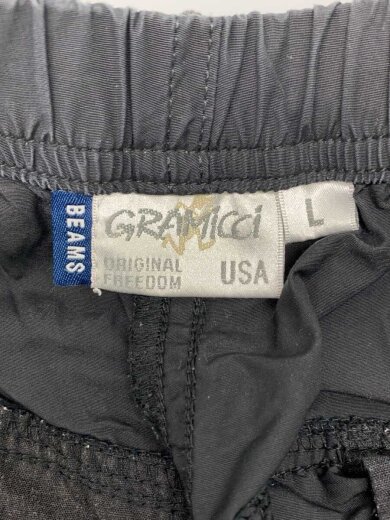 BEAMS
GRAMiCCi
L
ORIGINAL
FREEDOM
USA